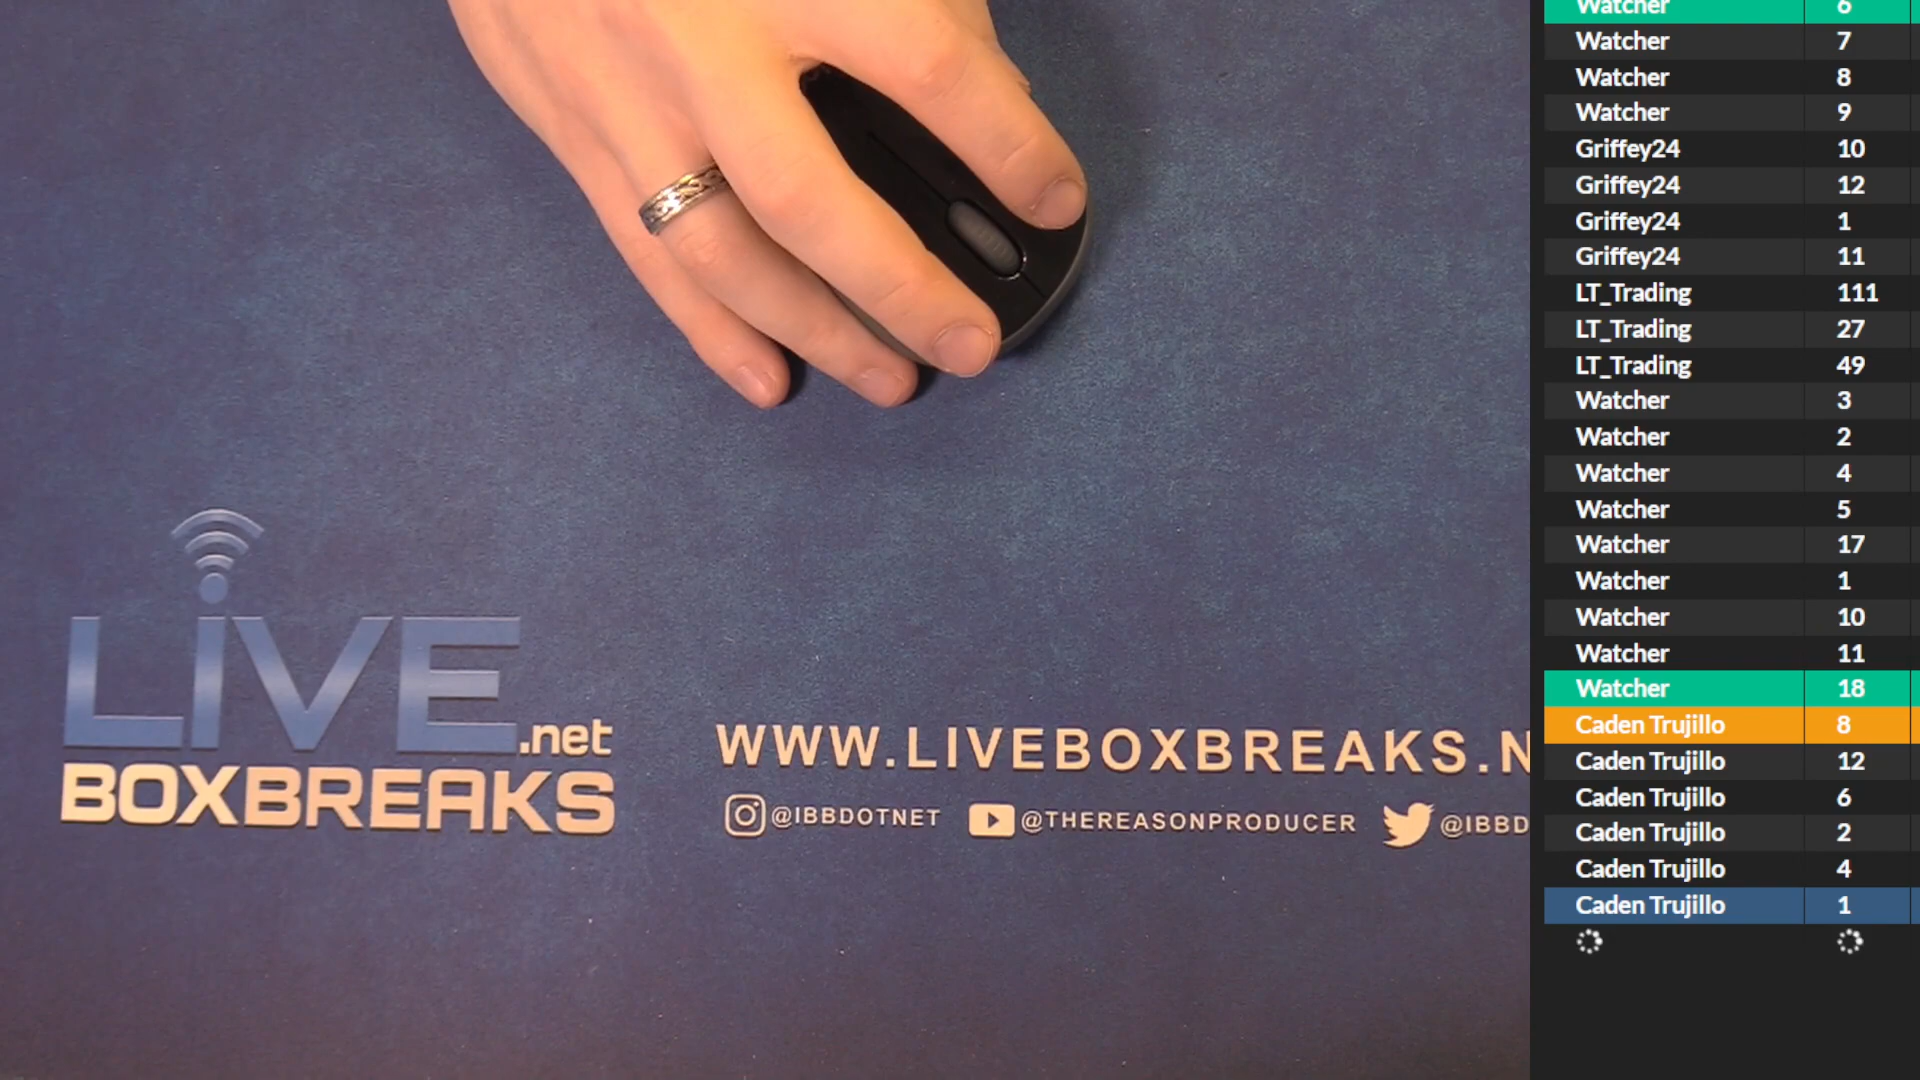 Watcher 6
Watcher 7
Watcher 8
Watcher 9
Griffey24 10
Griffey24 12
Griffey24 1
Griffey24 11
LT_Trading 111
LT_Trading 27
LT_Trading 49
Watcher 3
Watcher 2
Watcher 4
Watcher 5
Watcher 17
Watcher 1
Watcher 10
Watcher 11
Watcher 18
Caden Trujillo 8
Caden Trujillo 12
Caden Trujillo 6
Caden Trujillo 2
Caden Trujillo 4
Caden Trujillo 1
LiVE.net
BOXBREAKS
WWW.LIVEBOXBREAKS.N
@IBBDOTNET @THEREASONPRODUCER @IBBD